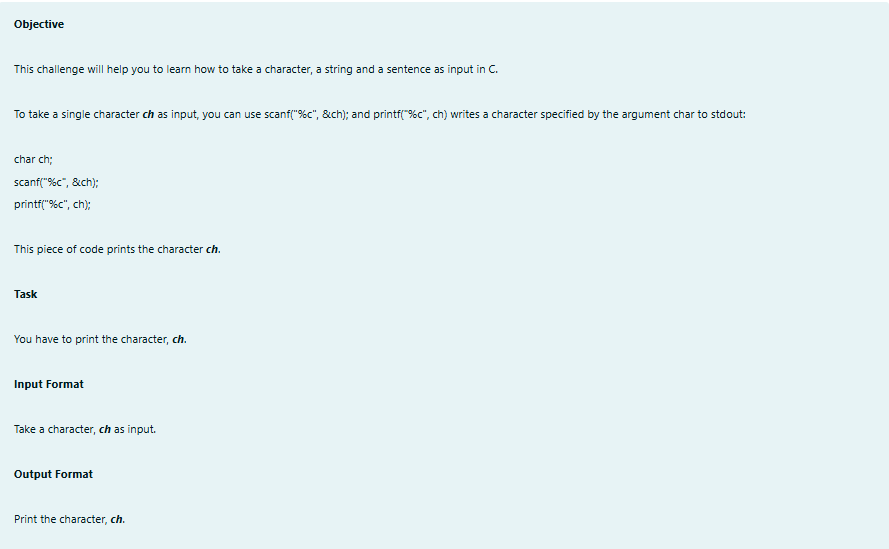 Objective
This challenge will help you to learn how to take a character, a string and a sentence as input in C.
To take a single character ch as input, you can use scanf("%c", &ch); and printf("%c", ch) writes a character specified by the argument char to stdout:
char ch;
scanf("%c", &ch);
printf("%c", ch);
This piece of code prints the character ch.
Task
You have to print the character, ch.
Input Format
Take a character, ch as input.
Output Format
Print the character, ch.